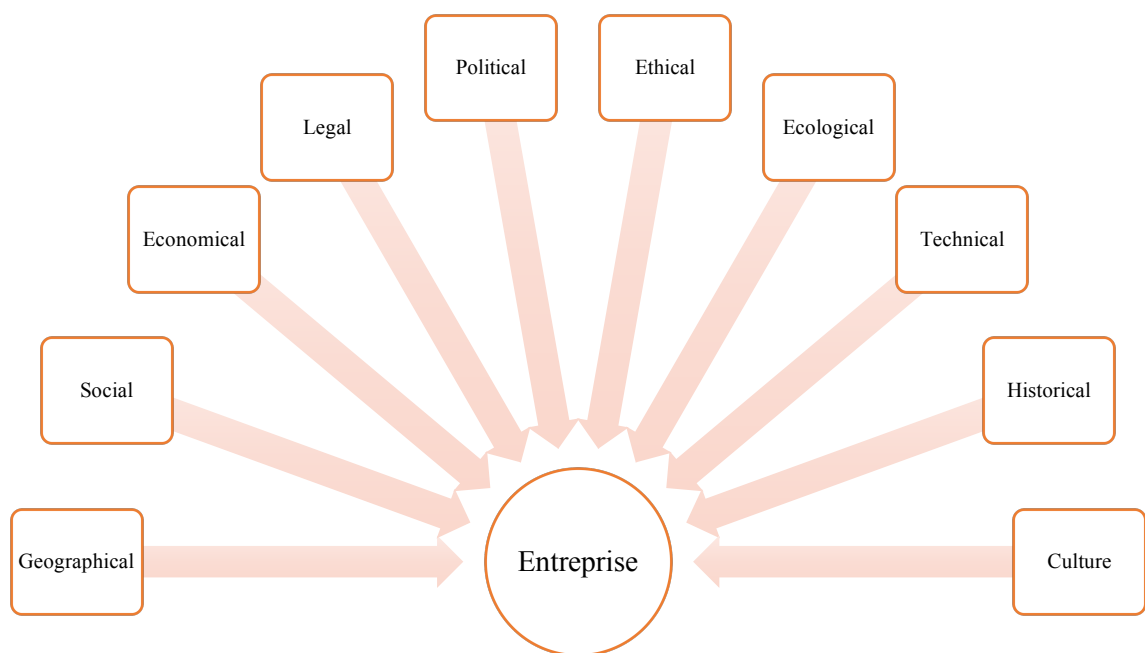 Political
Ethical
Legal
Ecological
Economical
Technical
Social
Historical
Geographical
Entreprise
Culture